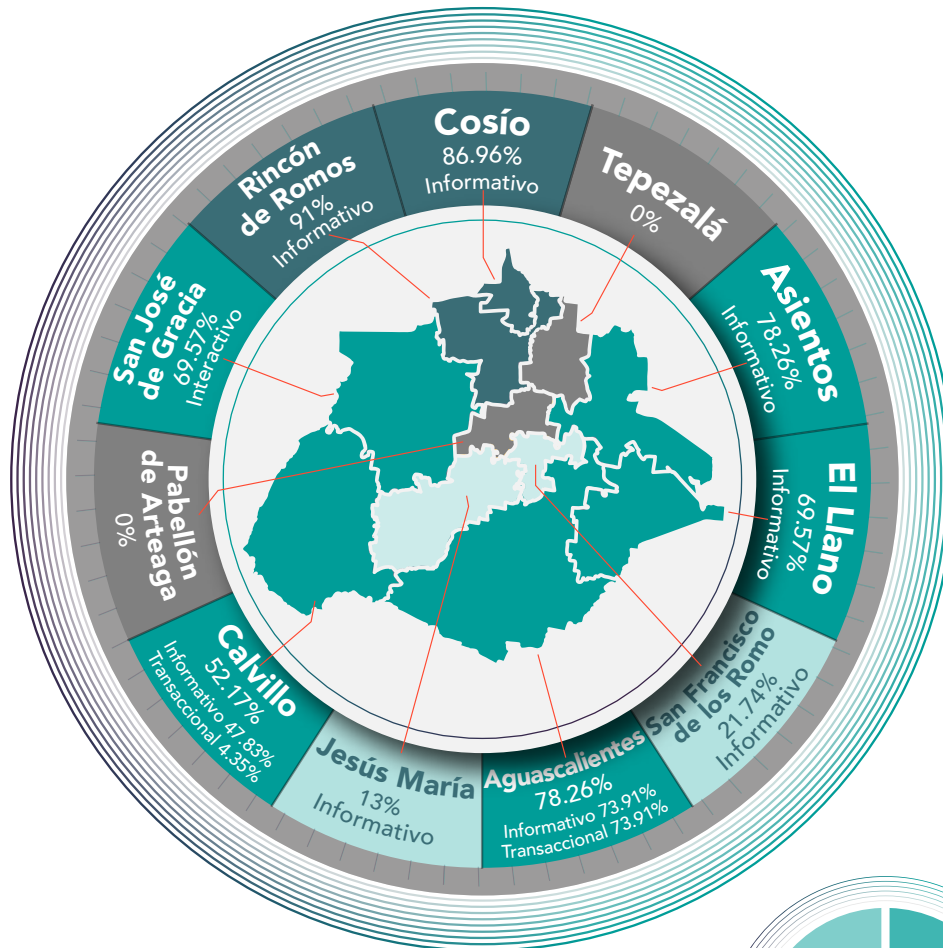 Cosío
86.96%
Informativo
Tepezalá
0%
Asientos
78.26%
Informativo
El Llano
69.57%
Informativo
San Francisco
de los Romo
21.74%
Informativo
Aguascalientes
78.26%
Informativo 73.91%
Transaccional 73.91%
Jesús María
13%
Informativo
Calvillo
52.17%
Informativo 47.83%
Transaccional 4.35%
Pabellón
de Arteaga
0%
San José
de Gracia
69.57%
Interactivo
Rincón
de Romos
91%
Informativo